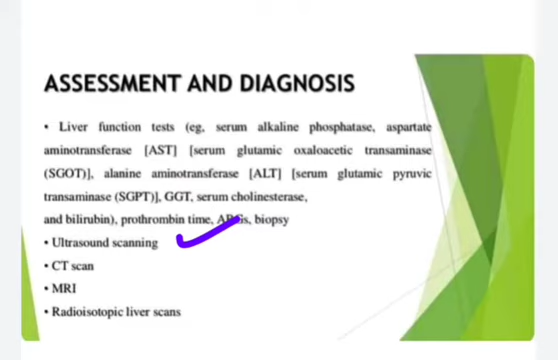 ASSESSMENT AND DIAGNOSIS
• Liver function tests (eg, serum alkaline phosphatase, aspartate
aminotransferase [AST] [serum glutamic oxaloacetic transaminase
(SGOT)], alanine aminotransferase [ALT] [serum glutamic pyruvic
transaminase (SGPT)], GGT, serum cholinesterase,
and bilirubin), prothrombin time, ABGs, biopsy
• Ultrasound scanning
• CT scan
• MRI
• Radioisotopic liver scans